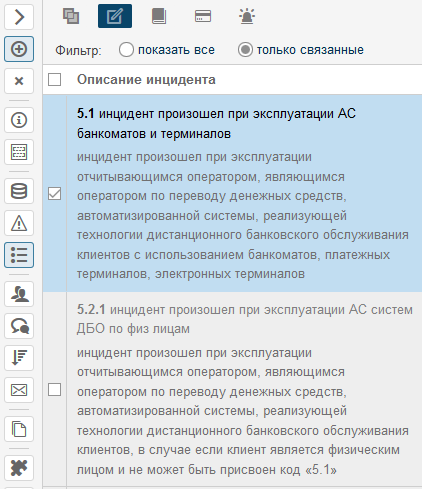 Фильтр: показать все только связанные
Описание инцидента
5.1 инцидент произошел при эксплуатации АС
банкоматов и терминалов
инцидент произошел при эксплуатации
отчитывающимся оператором, являющимся
оператором по переводу денежных средств,
автоматизированной системы, реализующей
технологии дистанционного банковского обслуживания
клиентов с использованием банкоматов, платежных
терминалов, электронных терминалов
5.2.1 инцидент произошел при эксплуатации АС систем
ДБО по физ лицам
инцидент произошел при эксплуатации
отчитывающимся оператором, являющимся
оператором по переводу денежных средств,
автоматизированной системы, реализующей
технологии дистанционного банковского обслуживания
клиентов, в случае если клиент является физическим
лицом и не может быть присвоен код «5.1»